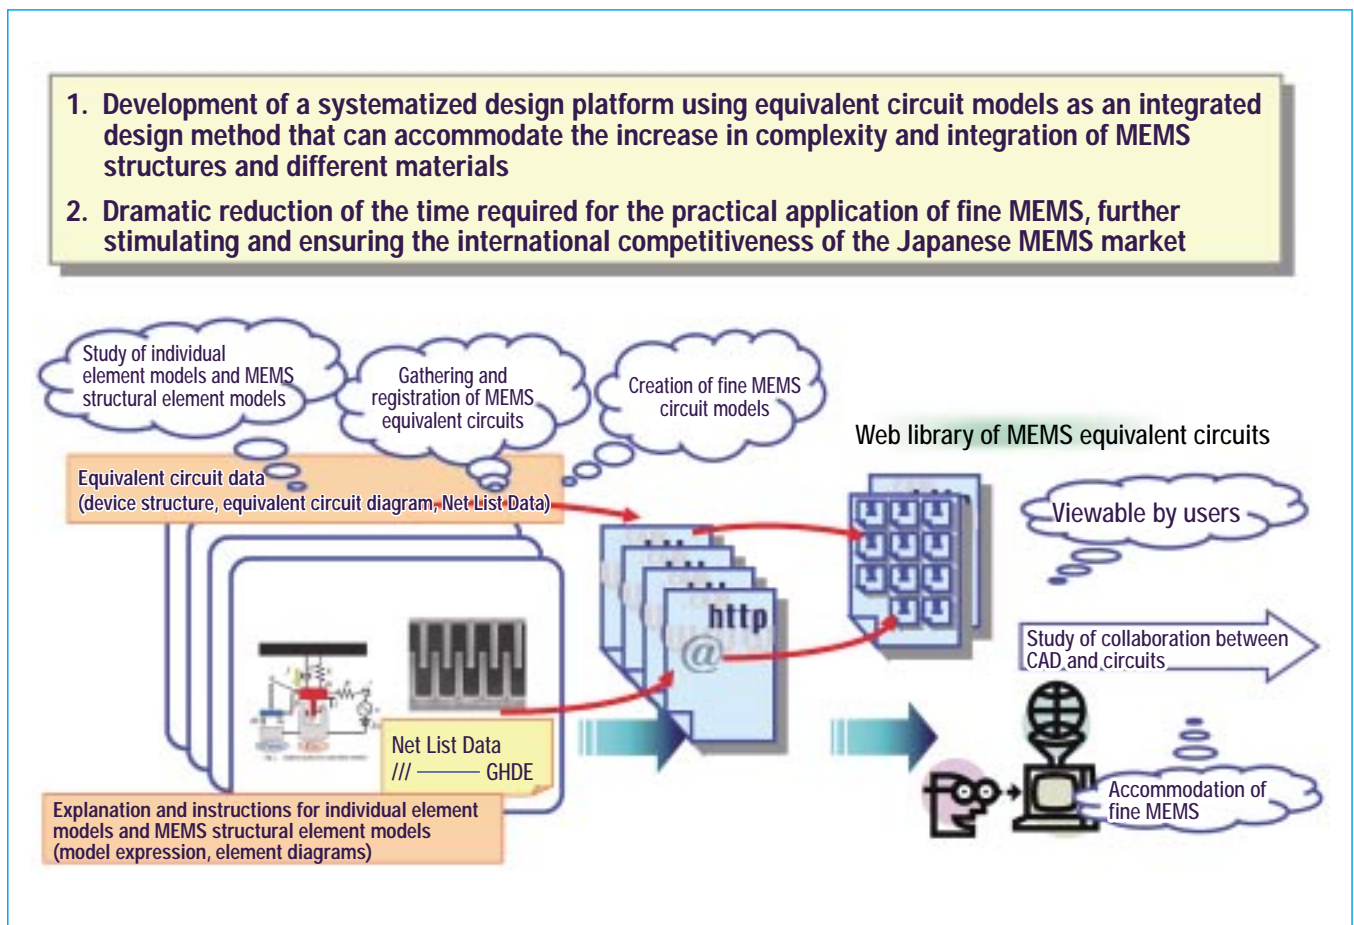 1. Development of a systematized design platform using equivalent circuit models as an integrated
design method that can accommodate the increase in complexity and integration of MEMS
structures and different materials
2. Dramatic reduction of the time required for the practical application of fine MEMS, further
stimulating and ensuring the international competitiveness of the Japanese MEMS market
Study of individual
element models and MEMS
structural element models
Gathering and
registration of MEMS
equivalent circuits
Creation of fine MEMS
circuit models
Web library of MEMS equivalent circuits
Equivalent circuit data
(device structure, equivalent circuit diagram, Net List Data)
Viewable by users
http
@
Study of collaboration between
CAD and circuits
Net List Data
/// ——— GHDE
Accommodation of
fine MEMS
Explanation and instructions for individual element
models and MEMS structural element models
(model expression, element diagrams)